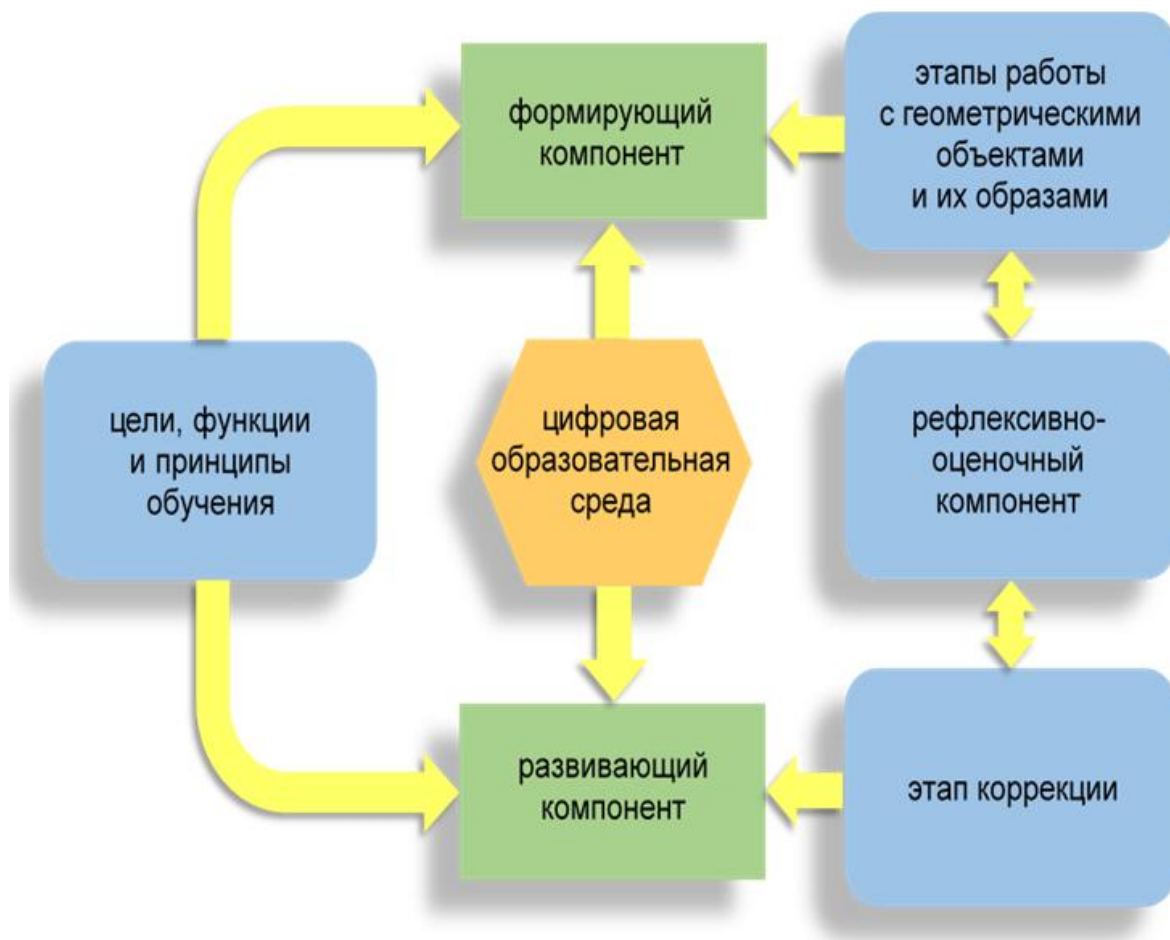 формирующий
компонент
этапы работы
с геометрическими
объектами
и их образами
цели, функции
и принципы
обучения
цифровая
образовательная
среда
рефлексивно-
оценочный
компонент
развивающий
компонент
этап коррекции